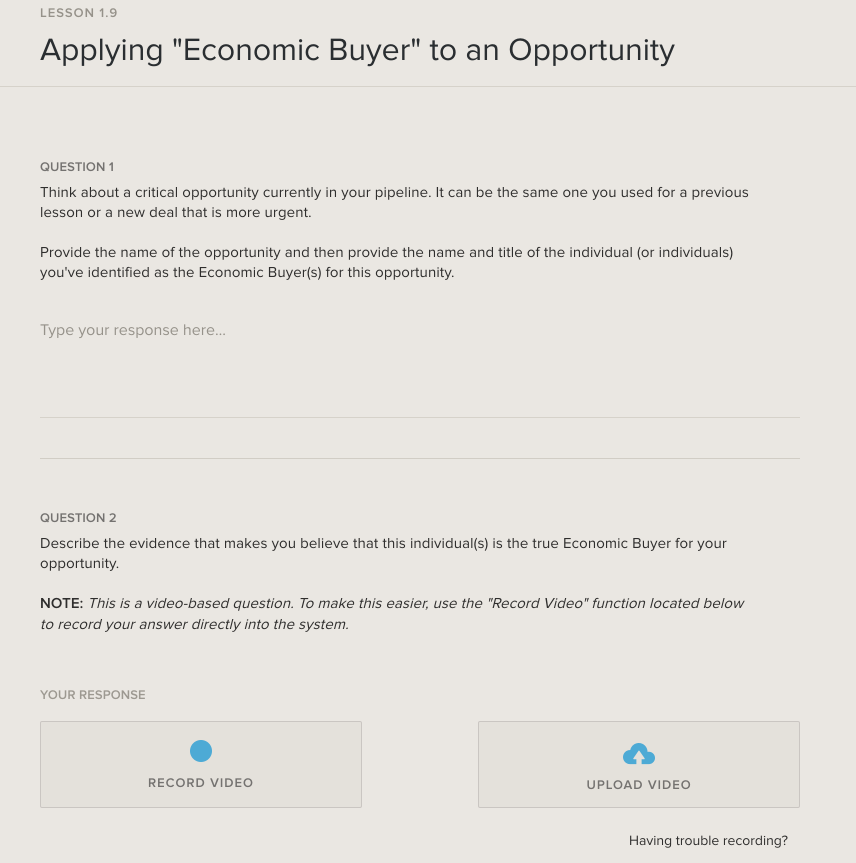 LESSON 1.9
Applying "Economic Buyer" to an Opportunity
QUESTION 1
Think about a critical opportunity currently in your pipeline. It can be the same one you used for a previous
lesson or a new deal that is more urgent.
Provide the name of the opportunity and then provide the name and title of the individual (or individuals)
you've identified as the Economic Buyer(s) for this opportunity.
Type your response here...
QUESTION 2
Describe the evidence that makes you believe that this individual(s) is the true Economic Buyer for your
opportunity.
NOTE: This is a video-based question. To make this easier, use the "Record Video" function located below
to record your answer directly into the system.
YOUR RESPONSE
RECORD VIDEO
UPLOAD VIDEO
Having trouble recording?